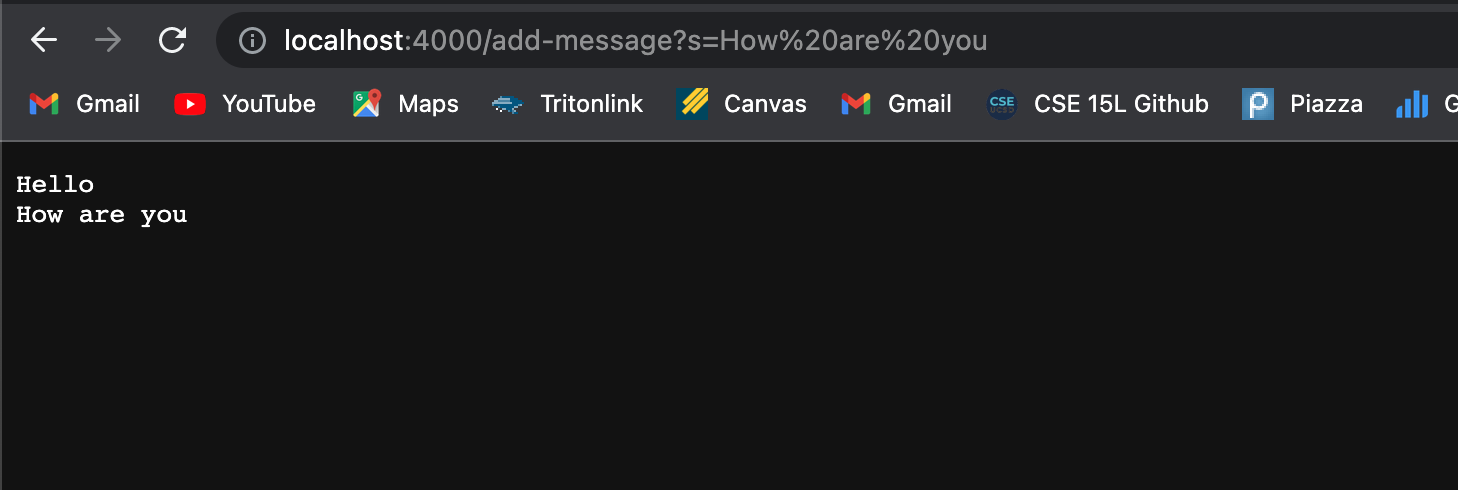 localhost:4000/add-message?s=How%20are%20you
Gmail YouTube Maps Tritonlink Canvas Gmail CSE CSE 15L Github Piazza G
Hello
How are you